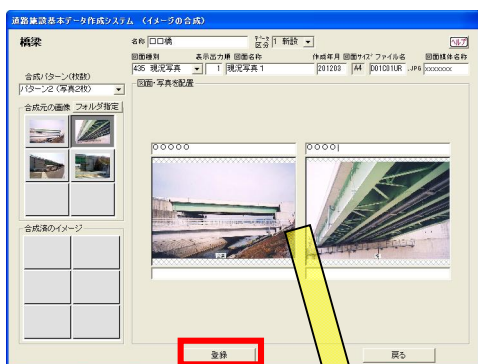 道路施設基本データ作成システム （イメージの合成）
橋梁
名称 口口橋 データ区分 1 新設 ヘルプ
図面種別 表示出力順 図面名称 作成年月 図面サイズ ファイル名 図面媒体名称
435 現況写真 1 現況写真1 201203 A4 D01C01UR .JPG xxxxxxx
合成パターン(枚数)
パターン2 (写真2枚)
図面・写真を配置
合成元の画像 フォルダ指定
○○○○○ ○○○○
合成済のイメージ
登録 戻る